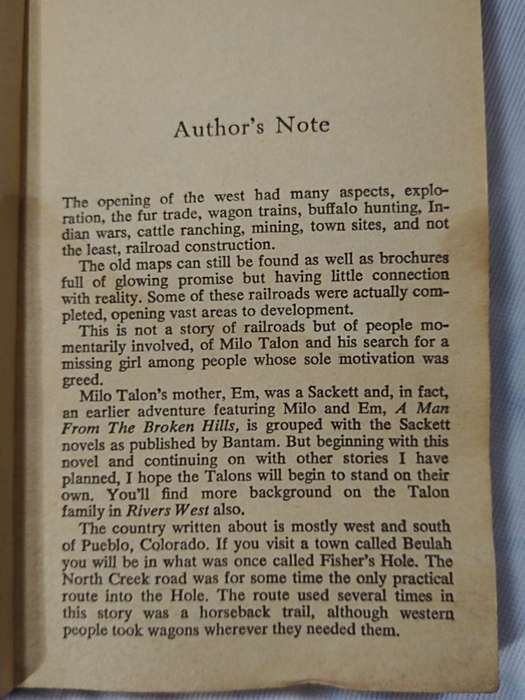 Author's Note
The opening of the west had many aspects, explo-
ration, the fur trade, wagon trains, buffalo hunting, In-
dian wars, cattle ranching, mining, town sites, and not
the least, railroad construction.
The old maps can still be found as well as brochures
full of glowing promise but having little connection
with reality. Some of these railroads were actually com-
pleted, opening vast areas to development.
This is not a story of railroads but of people mo-
mentarily involved, of Milo Talon and his search for a
missing girl among people whose sole motivation was
greed.
Milo Talon's mother, Em, was a Sackett and, in fact,
an earlier adventure featuring Milo and Em, A Man
From The Broken Hills, is grouped with the Sackett
novels as published by Bantam. But beginning with this
novel and continuing on with other stories I have
planned, I hope the Talons will begin to stand on their
own. You'll find more background on the Talon
family in Rivers West also.
The country written about is mostly west and south
of Pueblo, Colorado. If you visit a town called Beulah
you will be in what was once called Fisher's Hole. The
North Creek road was for some time the only practical
route into the Hole. The route used several times in
this story was a horseback trail, although western
people took wagons wherever they needed them.